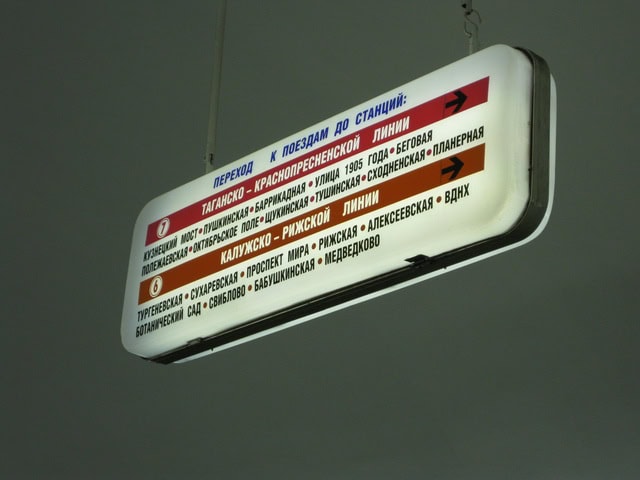 ПЕРЕХОД К ПОЕЗДАМ ДО СТАНЦИЙ:
7 ТАГАНСКО - КРАСНОПРЕСНЕНСКОЙ ЛИНИИ
КУЗНЕЦКИЙ МОСТ • ПУШКИНСКАЯ • БАРРИКАДНАЯ • УЛИЦА 1905 ГОДА • БЕГОВАЯ
ПОЛЕЖАЕВСКАЯ • ОКТЯБРЬСКОЕ ПОЛЕ • ЩУКИНСКАЯ • ТУШИНСКАЯ • СХОДНЕНСКАЯ • ПЛАНЕРНАЯ
6 КАЛУЖСКО - РИЖСКОЙ ЛИНИИ
ТУРГЕНЕВСКАЯ • СУХАРЕВСКАЯ • ПРОСПЕКТ МИРА • РИЖСКАЯ • АЛЕКСЕЕВСКАЯ • ВДНХ
БОТАНИЧЕСКИЙ САД • СВИБЛОВО • БАБУШКИНСКАЯ • МЕДВЕДКОВО